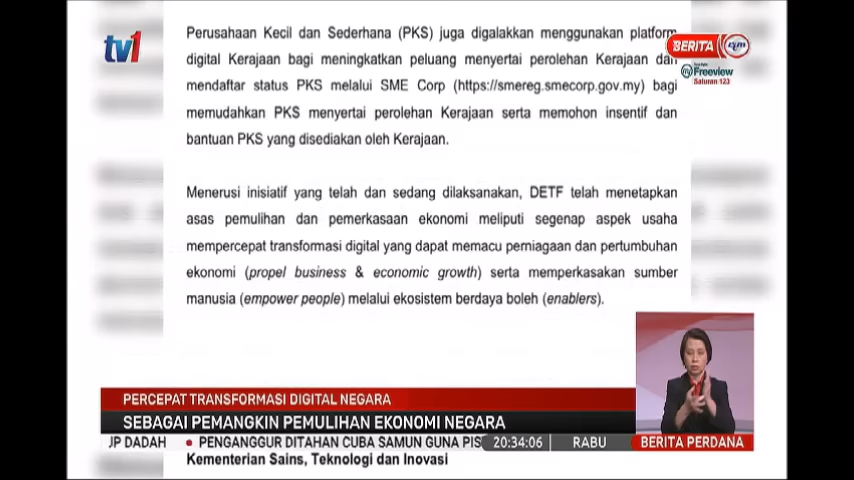 Perusahaan Kecil dan Sederhana (PKS) juga digalakkan menggunakan platform
digital Kerajaan bagi meningkatkan peluang menyertai perolehan Kerajaan dan
mendaftar status PKS melalui SME Corp (https://smereg.smecorp.gov.my) bagi
memudahkan PKS menyertai perolehan Kerajaan serta memohon insentif dan
bantuan PKS yang disediakan oleh Kerajaan.
Menerusi inisiatif yang telah dan sedang dilaksanakan, DETF telah menetapkan
asas pemulihan dan pemerkasaan ekonomi meliputi segenap aspek usaha
mempercepat transformasi digital yang dapat memacu perniagaan dan pertumbuhan
ekonomi (propel business & economic growth) serta memperkasakan sumber
manusia (empower people) melalui ekosistem berdaya boleh (enablers).
tv1
BERITA rtm
Freeview
Saluran 123
PERCEPAT TRANSFORMASI DIGITAL NEGARA
SEBAGAI PEMANGKIN PEMULIHAN EKONOMI NEGARA
JP DADAH • PENGANGGUR DITAHAN CUBA SAMUN GUNA PIS 20:34:06 RABU BERITA PERDANA
Kementerian Sains, Teknologi dan Inovasi